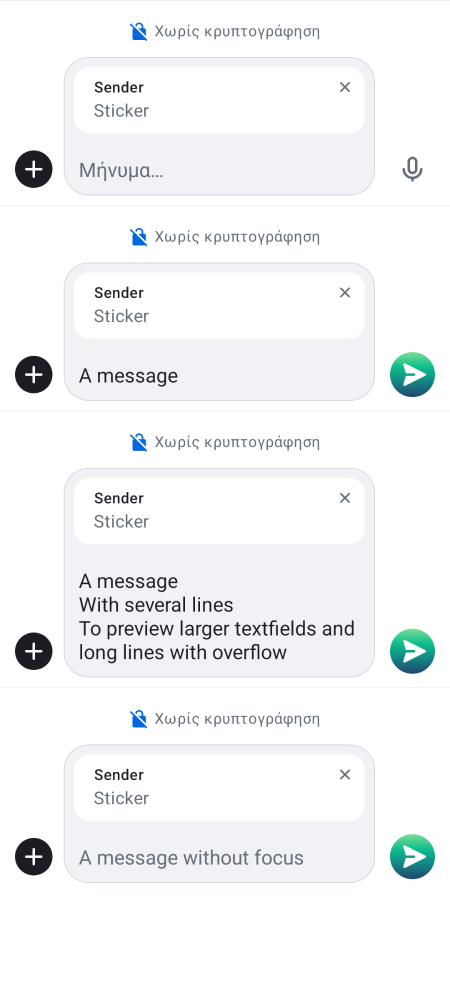 Χωρίς κρυπτογράφηση
Sender
Sticker
Μήνυμα…
Χωρίς κρυπτογράφηση
Sender
Sticker
A message
Χωρίς κρυπτογράφηση
Sender
Sticker
A message
With several lines
To preview larger textfields and
long lines with overflow
Χωρίς κρυπτογράφηση
Sender
Sticker
A message without focus